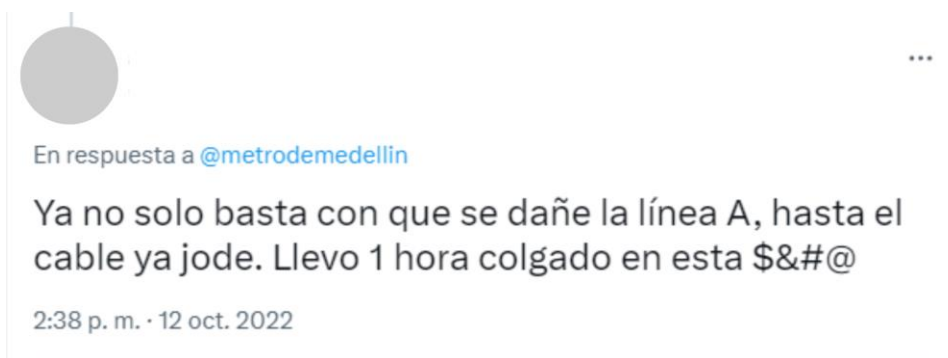 En respuesta a @metrodemedellin
Ya no solo basta con que se dañe la línea A, hasta el
cable ya jode. Llevo 1 hora colgado en esta $&#@
2:38 p. m. · 12 oct. 2022